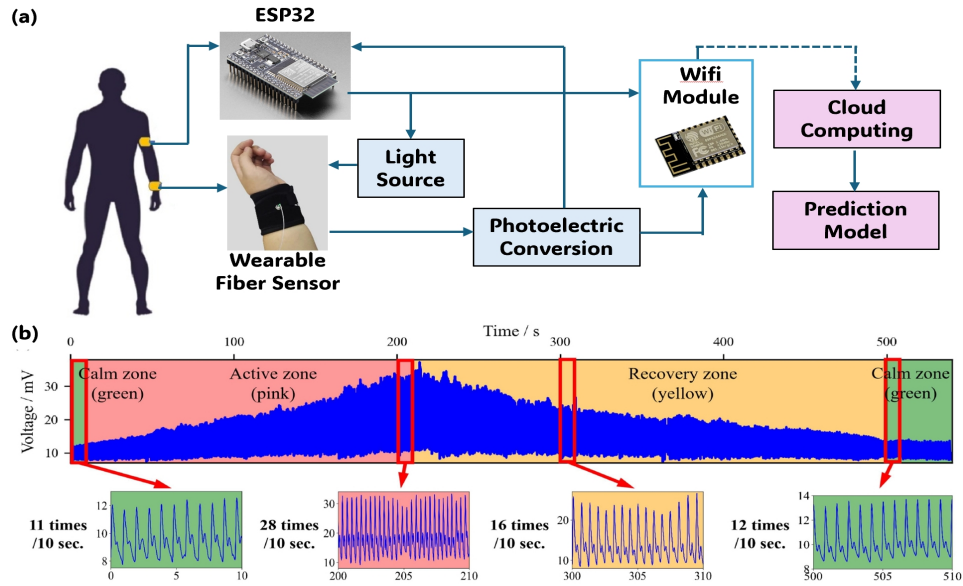 (a)
ESP32
Wifi
Module
WiFi
Cloud
Computing
Light
Source
Prediction
Model
Photoelectric
Conversion
Wearable
Fiber Sensor
(b)
Time / s
0 100 200 300 400 500
Voltage / mV
30
20
10
Calm zone
(green)
Active zone
(pink)
Recovery zone
(yellow)
Calm zone
(green)
11 times
/10 sec.
12
10
8
0 5 10
28 times
/10 sec.
30
20
10
200 205 210
16 times
/10 sec.
20
10
300 305 310
12 times
/10 sec.
14
12
10
8
500 505 510